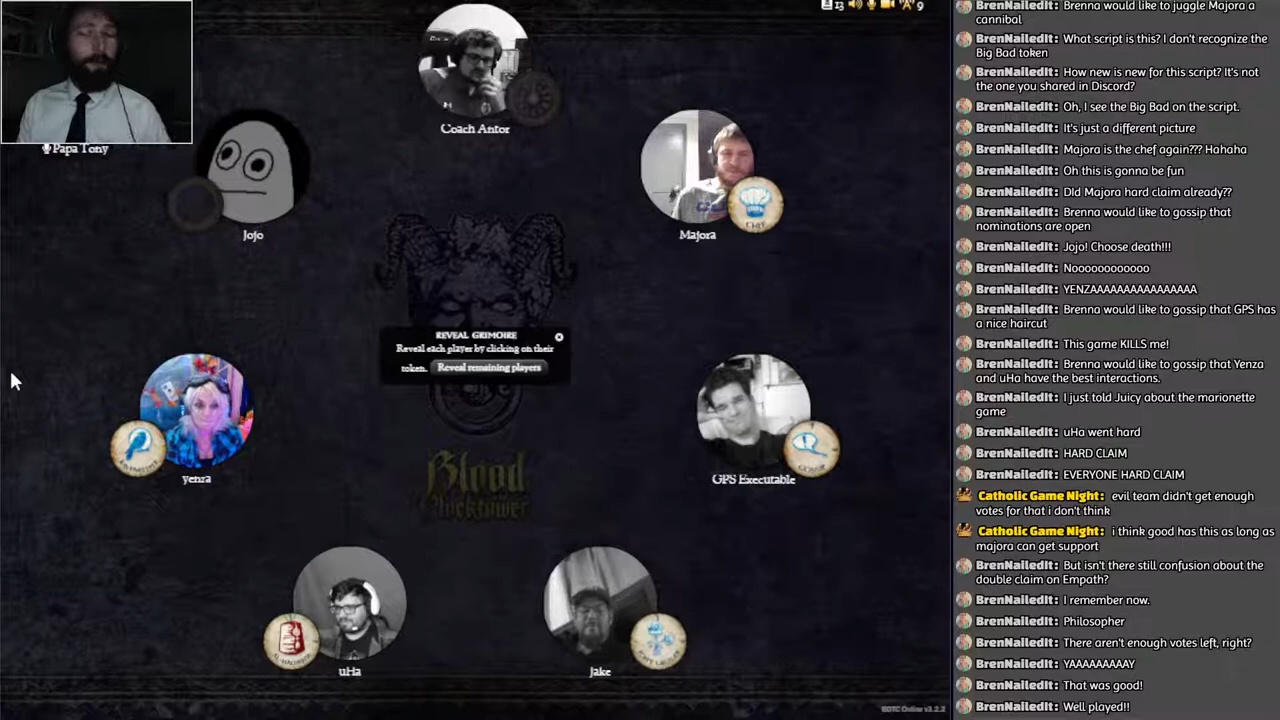 13
9
Coach Antor
Papa Tony
Jojo
CHEF
Majora
REVEAL GRIMOIRE
Reveal each player by clicking on their
token. Reveal remaining players
yenra
GOSSIP
GPS Executable
Blood
Clocktower
uHa
Jake
BOTC Online v3.2.2
BrenNailedIt: Brenna would like to juggle Majora a
cannibal
BrenNailedIt: What script is this? I don't recognize the
Big Bad token
BrenNailedIt: How new is new for this script? It's not
the one you shared in Discord?
BrenNailedIt: Oh, I see the Big Bad on the script.
BrenNailedIt: It's just a different picture
BrenNailedIt: Majora is the chef again??? Hahaha
BrenNailedIt: Oh this is gonna be fun
BrenNailedIt: DId Majora hard claim already??
BrenNailedIt: Brenna would like to gossip that
nominations are open
BrenNailedIt: Jojo! Choose death!!!
BrenNailedIt: Noooooooooooo
BrenNailedIt: YENZAAAAAAAAAAAAAAAA
BrenNailedIt: Brenna would like to gossip that GPS has
a nice haircut
BrenNailedIt: This game KILLS me
BrenNailedIt: Brenna would like to gossip that Yenza
and uHa have the best interactions.
BrenNailedIt: I just told Juicy about the marionette
game
BrenNailedIt: uHa went hard
BrenNailedIt: HARD CLAIM
BrenNailedIt: EVERYONE HARD CLAIM
Catholic Game Night: evil team didn't get enough
votes for that i don't think
Catholic Game Night: i think good has this as long as
majora can get support
BrenNailedIt: But isn't there still confusion about the
double claim on Empath?
BrenNailedIt: I remember now.
BrenNailedIt: Philosopher
BrenNailedIt: There aren't enough votes left, right?
BrenNailedIt: YAAAAAAAAAY
BrenNailedIt: That was good!
BrenNailedIt: Well played!!